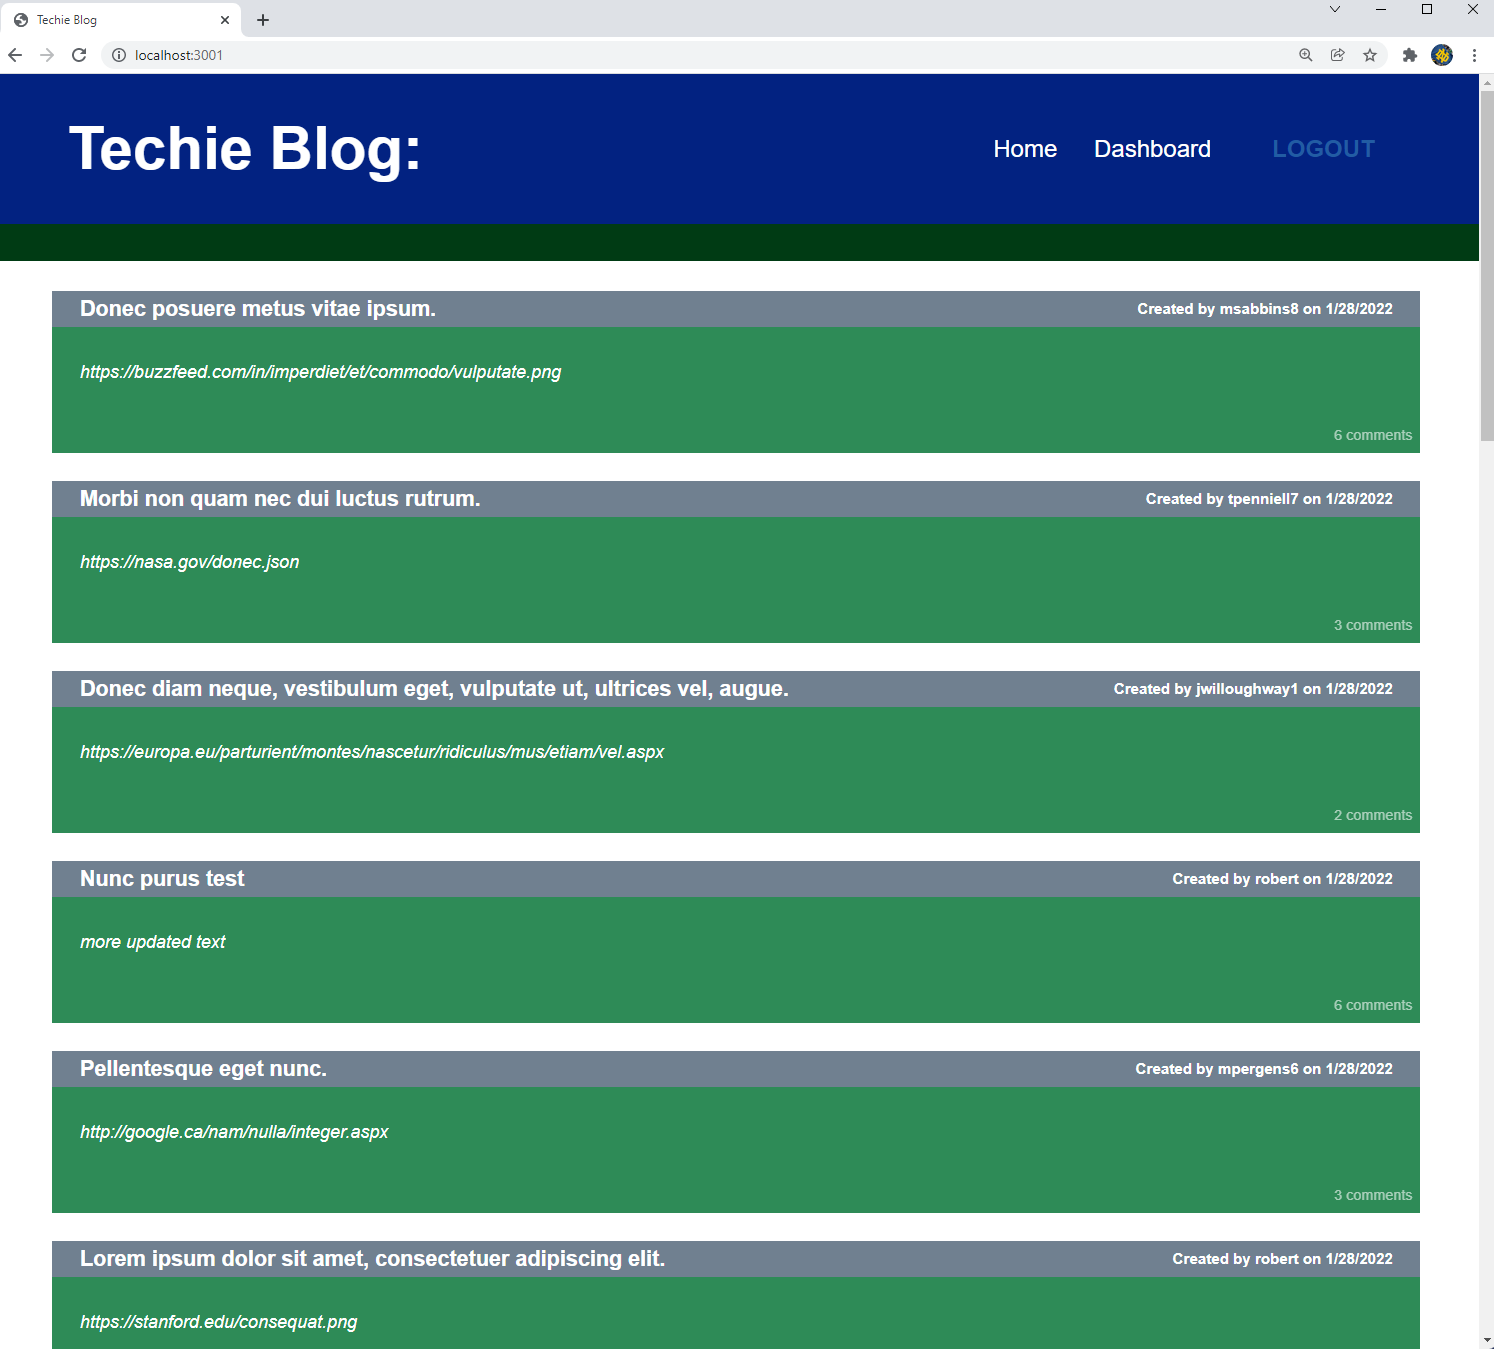 Techie Blog
localhost:3001
Techie Blog:
Home Dashboard LOGOUT
Donec posuere metus vitae ipsum. Created by msabbins8 on 1/28/2022
https://buzzfeed.com/in/imperdiet/et/commodo/vulputate.png
6 comments
Morbi non quam nec dui luctus rutrum. Created by tpenniell7 on 1/28/2022
https://nasa.gov/donec.json
3 comments
Donec diam neque, vestibulum eget, vulputate ut, ultrices vel, augue. Created by jwilloughway1 on 1/28/2022
https://europa.eu/parturient/montes/nascetur/ridiculus/mus/etiam/vel.aspx
2 comments
Nunc purus test Created by robert on 1/28/2022
more updated text
6 comments
Pellentesque eget nunc. Created by mpergens6 on 1/28/2022
http://google.ca/nam/nulla/integer.aspx
3 comments
Lorem ipsum dolor sit amet, consectetuer adipiscing elit. Created by robert on 1/28/2022
https://stanford.edu/consequat.png